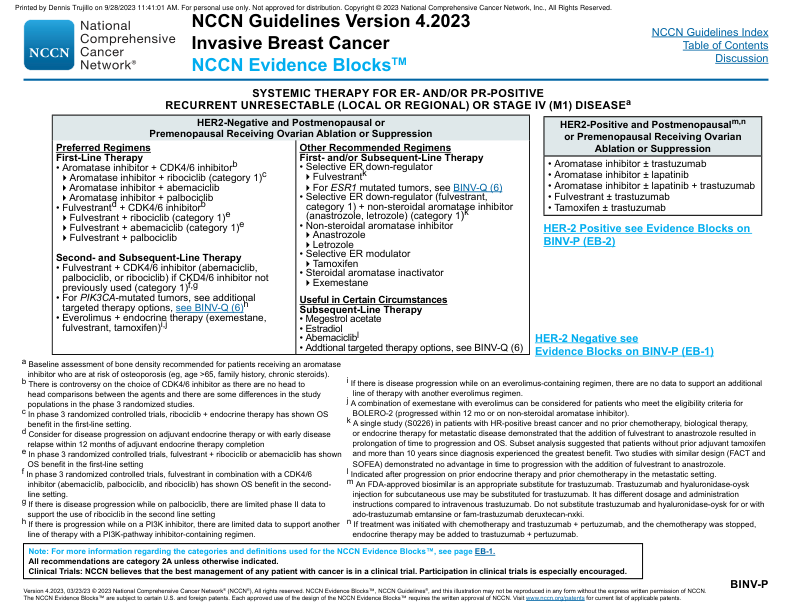 Printed by Dennis Trujillo on 9/28/2023 11:41:01 AM. For personal use only. Not approved for distribution. Copyright © 2023 National Comprehensive Cancer Network, Inc., All Rights Reserved.
NCCN
National
Comprehensive
Cancer
Network®
NCCN Guidelines Version 4.2023
Invasive Breast Cancer
NCCN Evidence Blocks™
NCCN Guidelines Index
Table of Contents
Discussion
SYSTEMIC THERAPY FOR ER- AND/OR PR-POSITIVE
RECURRENT UNRESECTABLE (LOCAL OR REGIONAL) OR STAGE IV (M1) DISEASEa
HER2-Negative and Postmenopausal or
Premenopausal Receiving Ovarian Ablation or Suppression
Preferred Regimens
First-Line Therapy
• Aromatase inhibitor + CDK4/6 inhibitorb
Aromatase inhibitor + ribociclib (category 1)c
Aromatase inhibitor + abemaciclib
Aromatase inhibitor + palbociclib
• Fulvestrantd + CDK4/6 inhibitorb
Fulvestrant + ribociclib (category 1)e
Fulvestrant + abemaciclib (category 1)e
Fulvestrant + palbociclib
Second- and Subsequent-Line Therapy
• Fulvestrant + CDK4/6 inhibitor (abemaciclib,
palbociclib, or ribociclib) if CKD4/6 inhibitor not
previously used (category 1)f,g
• For PIK3CA-mutated tumors, see additional
targeted therapy options, see BINV-Q (6)h
• Everolimus + endocrine therapy (exemestane,
fulvestrant, tamoxifen)i,j
Other Recommended Regimens
First- and/or Subsequent-Line Therapy
• Selective ER down-regulator
Fulvestrantk
For ESR1 mutated tumors, see BINV-Q (6)
• Selective ER down-regulator (fulvestrant,
category 1) + non-steroidal aromatase inhibitor
(anastrozole, letrozole) (category 1)k
• Non-steroidal aromatase inhibitor
Anastrozole
Letrozole
• Selective ER modulator
Tamoxifen
• Steroidal aromatase inactivator
Exemestane
Useful in Certain Circumstances
Subsequent-Line Therapy
• Megestrol acetate
• Estradiol
• Abemaciclibl
• Addtional targeted therapy options, see BINV-Q (6)
HER2-Positive and Postmenopausalm,n
or Premenopausal Receiving Ovarian
Ablation or Suppression
• Aromatase inhibitor ± trastuzumab
• Aromatase inhibitor ± lapatinib
• Aromatase inhibitor ± lapatinib + trastuzumab
• Fulvestrant ± trastuzumab
• Tamoxifen ± trastuzumab
HER-2 Positive see Evidence Blocks on
BINV-P (EB-2)
HER-2 Negative see
Evidence Blocks on BINV-P (EB-1)
a Baseline assessment of bone density recommended for patients receiving an aromatase
inhibitor who are at risk of osteoporosis (eg, age >65, family history, chronic steroids).
b There is controversy on the choice of CDK4/6 inhibitor as there are no head to
head comparisons between the agents and there are some differences in the study
populations in the phase 3 randomized studies.
c In phase 3 randomized controlled trials, ribociclib + endocrine therapy has shown OS
benefit in the first-line setting.
d Consider for disease progression on adjuvant endocrine therapy or with early disease
relapse within 12 months of adjuvant endocrine therapy completion
e In phase 3 randomized controlled trials, fulvestrant + ribociclib or abemaciclib has shown
OS benefit in the first-line setting
f In phase 3 randomized controlled trials, fulvestrant in combination with a CDK4/6
inhibitor (abemaciclib, palbociclib, and ribociclib) has shown OS benefit in the second-
line setting.
g If there is disease progression while on palbociclib, there are limited phase II data to
support the use of ribociclib in the second line setting
h If there is progression while on a PI3K inhibitor, there are limited data to support another
line of therapy with a PI3K-pathway inhibitor-containing regimen.
i If there is disease progression while on an everolimus-containing regimen, there are no data to support an additional
line of therapy with another everolimus regimen.
j A combination of exemestane with everolimus can be considered for patients who meet the eligibility criteria for
BOLERO-2 (progressed within 12 mo or on non-steroidal aromatase inhibitor).
k A single study (S0226) in patients with HR-positive breast cancer and no prior chemotherapy, biological therapy,
or endocrine therapy for metastatic disease demonstrated that the addition of fulvestrant to anastrozole resulted in
prolongation of time to progression and OS. Subset analysis suggested that patients without prior adjuvant tamoxifen
and more than 10 years since diagnosis experienced the greatest benefit. Two studies with similar design (FACT and
SOFEA) demonstrated no advantage in time to progression with the addition of fulvestrant to anastrozole.
l Indicated after progression on prior endocrine therapy and prior chemotherapy in the metastatic setting.
m An FDA-approved biosimilar is an appropriate substitute for trastuzumab. Trastuzumab and hyaluronidase-oysk
injection for subcutaneous use may be substituted for trastuzumab. It has different dosage and administration
instructions compared to intravenous trastuzumab. Do not substitute trastuzumab and hyaluronidase-oysk for or with
ado-trastuzumab emtansine or fam-trastuzumab deruxtecan-nxki.
n If treatment was initiated with chemotherapy and trastuzumab + pertuzumab, and the chemotherapy was stopped,
endocrine therapy may be added to trastuzumab + pertuzumab.
Note: For more information regarding the categories and definitions used for the NCCN Evidence Blocks™, see page EB-1.
All recommendations are category 2A unless otherwise indicated.
Clinical Trials: NCCN believes that the best management of any patient with cancer is in a clinical trial. Participation in clinical trials is especially encouraged.
BINV-P
Version 4.2023, 03/23/23 © 2023 National Comprehensive Cancer Network® (NCCN®), All rights reserved. NCCN Evidence Blocks™, NCCN Guidelines®, and this illustration may not be reproduced in any form without the express written permission of NCCN.
The NCCN Evidence Blocks™ are subject to certain U.S. and foreign patents. Each approved use of the design of the NCCN Evidence Blocks™ requires the written approval of NCCN. Visit www.nccn.org/patents for current list of applicable patents.